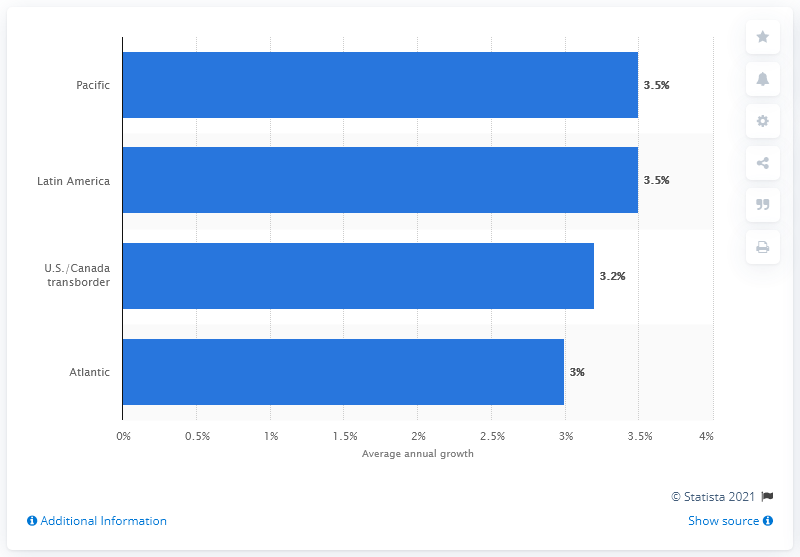 Pacific
3.5%
Latin America
3.5%
U.S./Canada
transborder
3.2%
Atlantic
3%
0% 0.5% 1% 1.5% 2% 2.5% 3% 3.5% 4%
Average annual growth
© Statista 2021
Additional Information
Show source